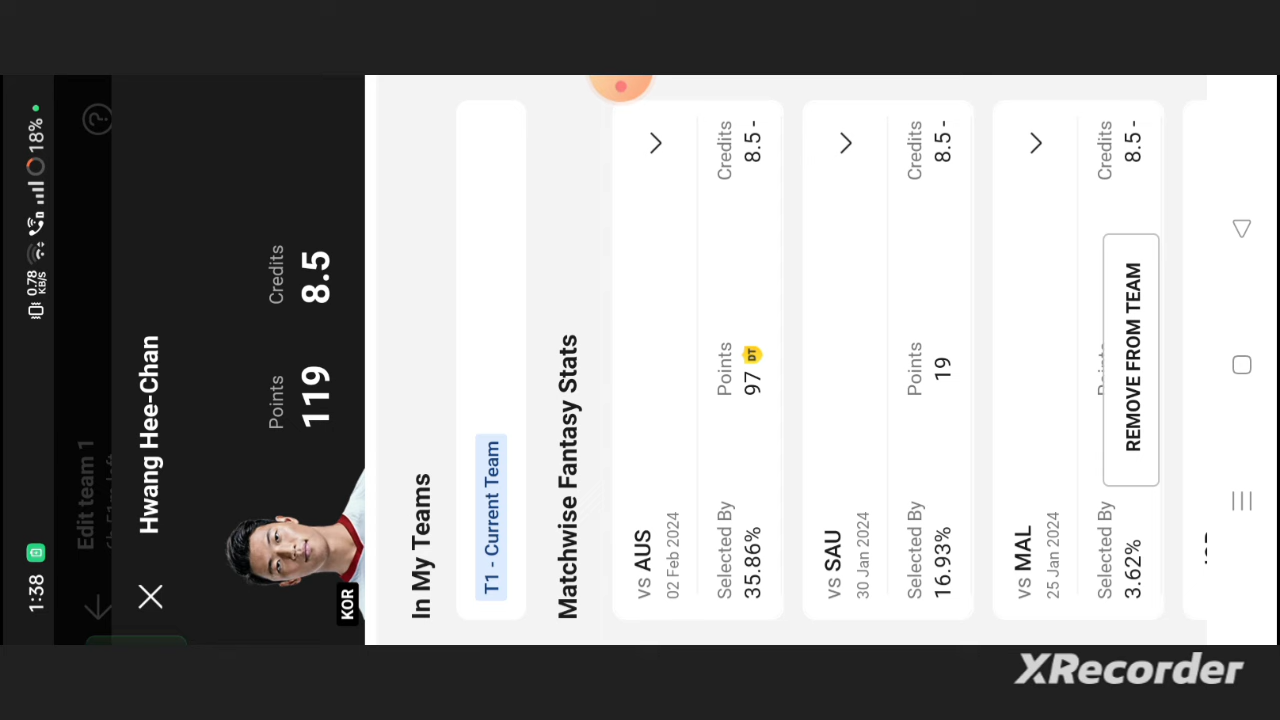 1:38
0.78
KB/S
18%
Edit team 1
Hwang Hee-Chan
KOR
Points
Credits
119
8.5
In My Teams
T1 - Current Team
Matchwise Fantasy Stats
vs AUS
02 Feb 2024
Selected By
Points
Credits
35.86%
97 DT
8.5 -
vs SAU
30 Jan 2024
Selected By
Points
Credits
16.93%
19
8.5 -
vs MAL
25 Jan 2024
Selected By
Points
Credits
3.62%
8.5 -
REMOVE FROM TEAM
XRecorder